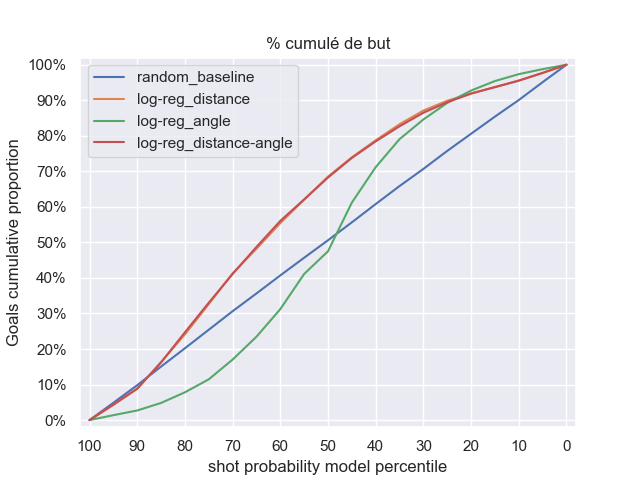 % cumulé de but
random_baseline
log-reg_distance
log-reg_angle
log-reg_distance-angle
100%
90%
80%
70%
60%
50%
40%
30%
20%
10%
0%
Goals cumulative proportion
100 90 80 70 60 50 40 30 20 10 0
shot probability model percentile